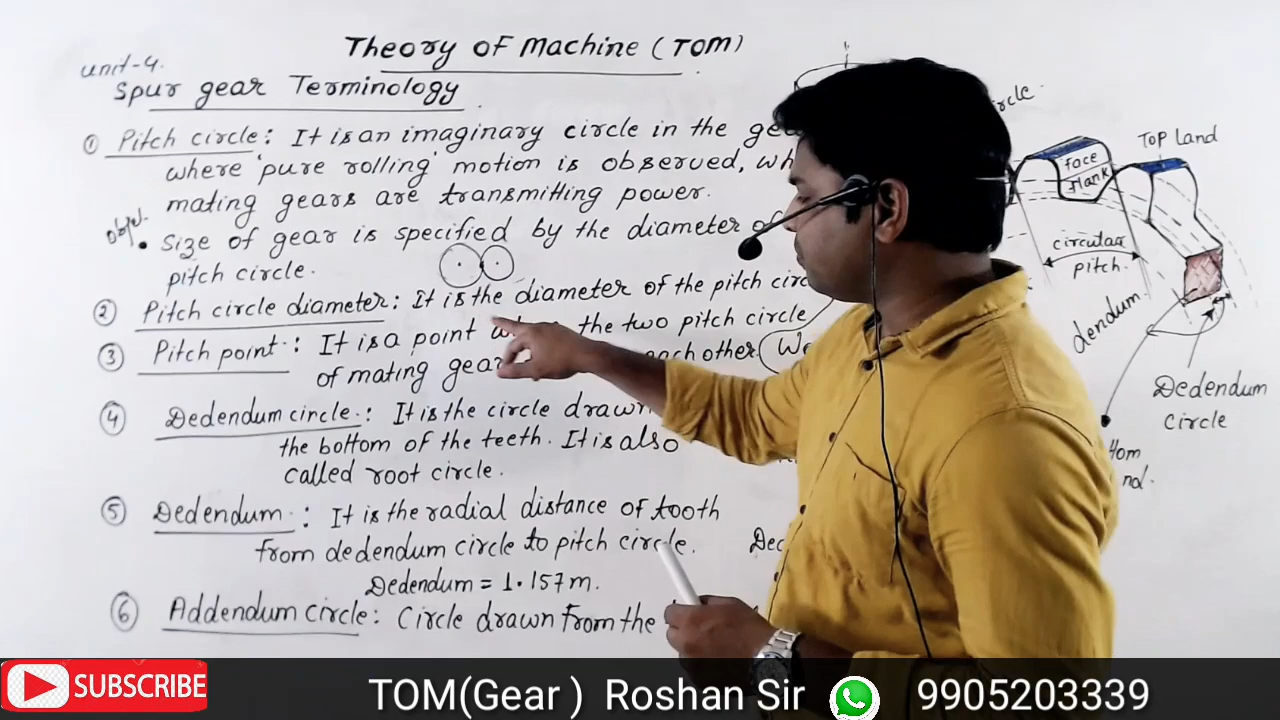 Theory of Machine (TOM)
unit-4.
Spur gear Terminology
① Pitch circle: It is an imaginary circle in the
where 'pure rolling' motion is observed,
mating gears are transmitting power.
obje.
• Size of gear is specified by the diameter of
pitch circle.
② Pitch circle diameter: It is the diameter of the pitch
③ Pitch point: It is a point the two pitch circle
of mating each other.
④ Dedendum circle: It is the circle drawn
the bottom of the teeth. It is also
called root circle.
⑤ Dedendum: It is the radial distance of tooth
from dedendum circle to pitch circle.
Dedendum = 1.157m.
⑥ Addendum circle: Circle drawn from the
Top Land
Face
flank
circular
pitch.
Dedendum
circle
SUBSCRIBE
TOM(Gear ) Roshan Sir 9905203339